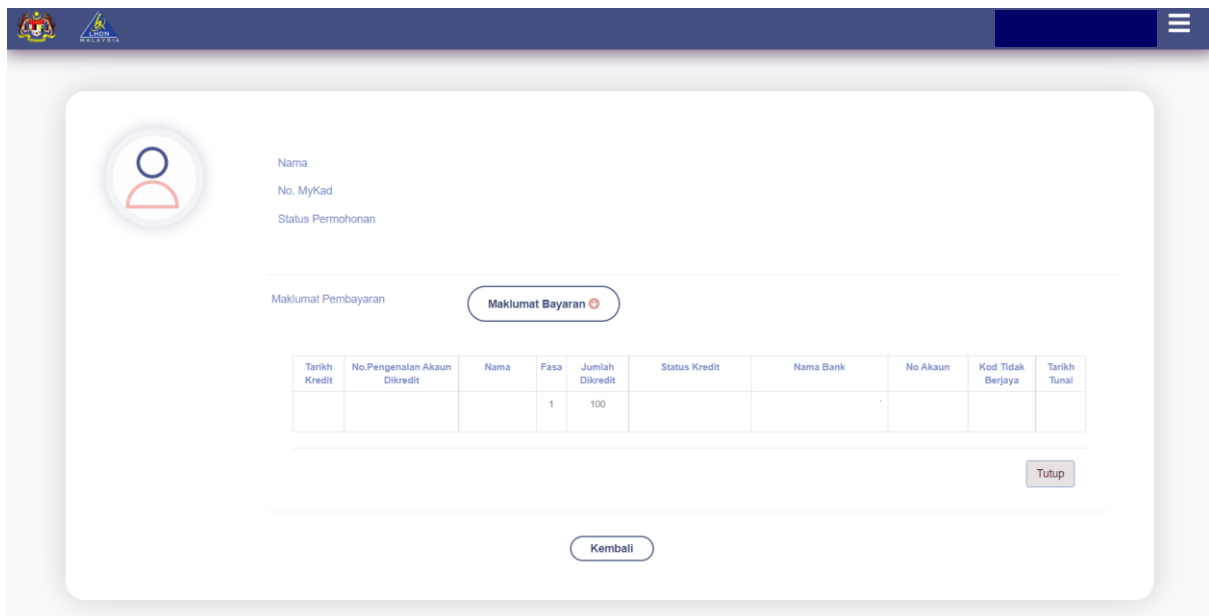 LHDN
MALAYSIA
Nama
No. MyKad
Status Permohonan
Maklumat Pembayaran
Maklumat Bayaran
Tarikh Kredit No.Pengenalan Akaun Dikredit Nama Fasa Jumlah Dikredit Status Kredit Nama Bank No Akaun Kod Tidak Berjaya Tarikh Tunai
1 100
Tutup
Kembali